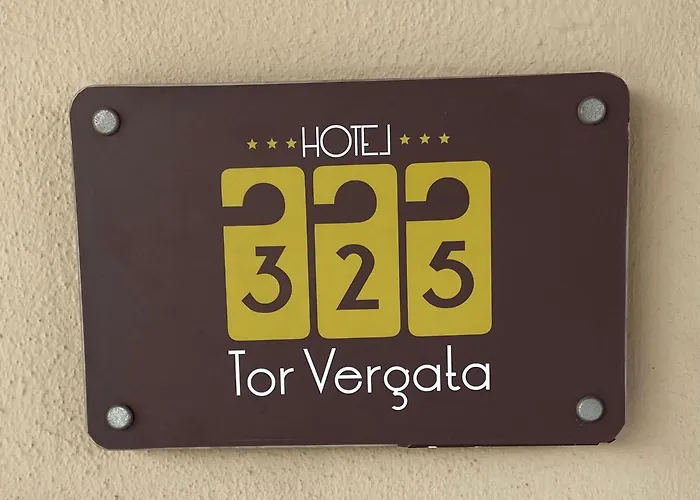 ★★★HOTEL★★★
325
Tor Vergata